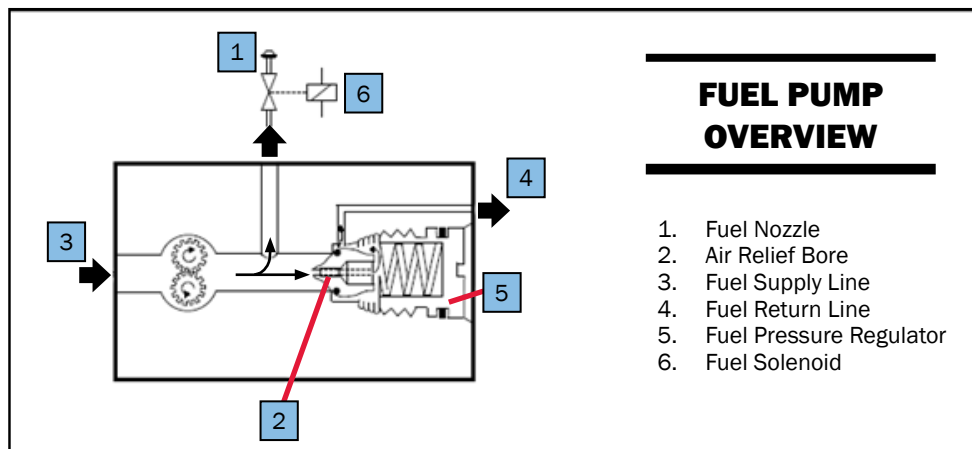 1
6
4
3
5
2
FUEL PUMP
OVERVIEW
1. Fuel Nozzle
2. Air Relief Bore
3. Fuel Supply Line
4. Fuel Return Line
5. Fuel Pressure Regulator
6. Fuel Solenoid